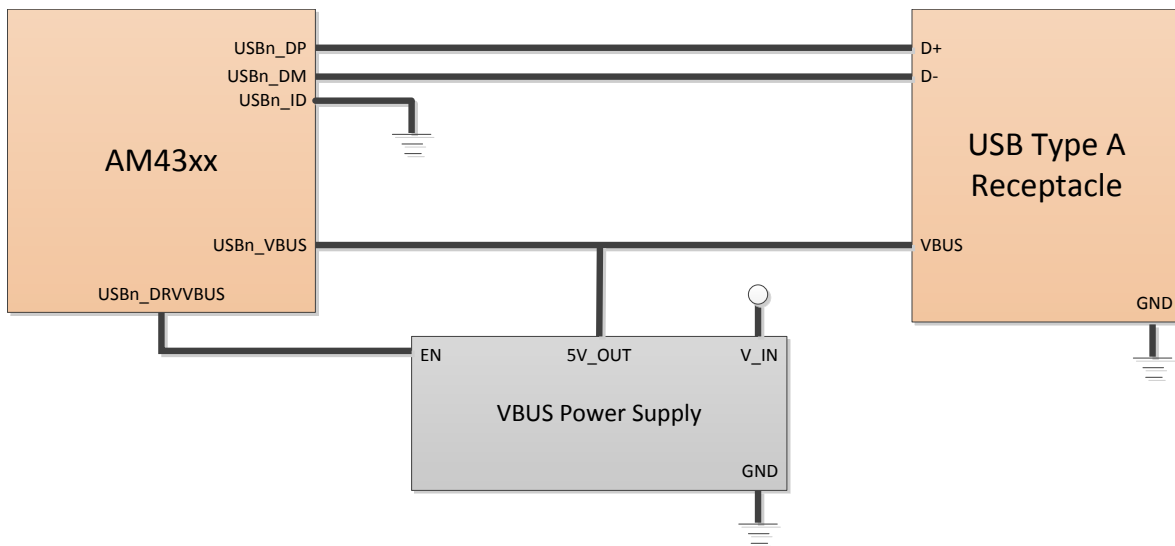 USBn_DP
D+
USBn_DM
D-
USBn_ID
AM43xx
USB Type A
Receptacle
USBn_VBUS
VBUS
USBn_DRVVBUS
GND
EN
5V_OUT
V_IN
VBUS Power Supply
GND